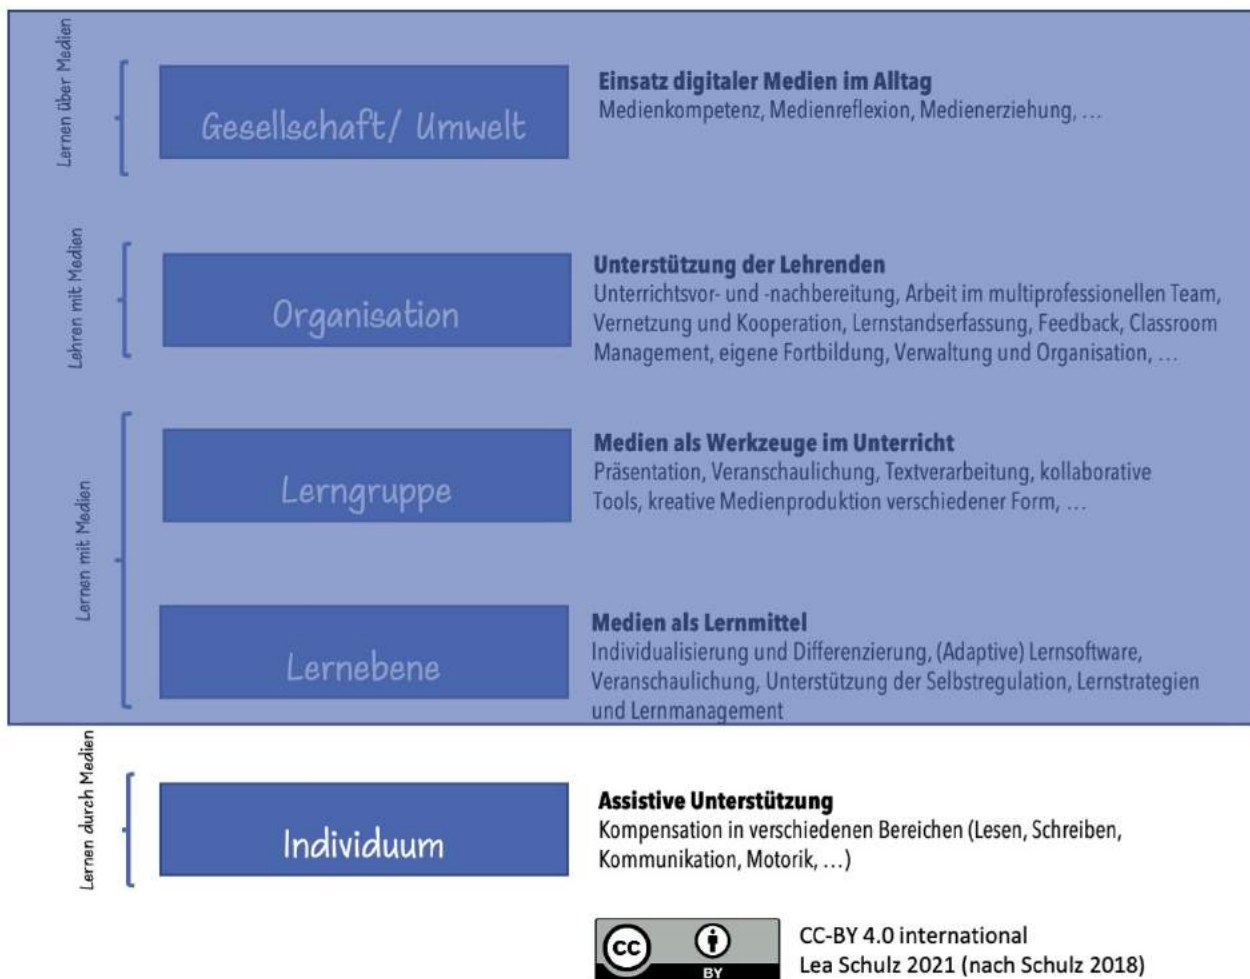 Lernen über Medien
Gesellschaft/ Umwelt
Einsatz digitaler Medien im Alltag
Medienkompetenz, Medienreflexion, Medienerziehung, …
Lehren mit Medien
Organisation
Unterstützung der Lehrenden
Unterrichtsvor- und -nachbereitung, Arbeit im multiprofessionellen Team,
Vernetzung und Kooperation, Lernstandserfassung, Feedback, Classroom
Management, eigene Fortbildung, Verwaltung und Organisation, …
Lernen mit Medien
Lerngruppe
Medien als Werkzeuge im Unterricht
Präsentation, Veranschaulichung, Textverarbeitung, kollaborative
Tools, kreative Medienproduktion verschiedener Form, …
Lernebene
Medien als Lernmittel
Individualisierung und Differenzierung, (Adaptive) Lernsoftware,
Veranschaulichung, Unterstützung der Selbstregulation, Lernstrategien
und Lernmanagement
Lernen durch Medien
Individuum
Assistive Unterstützung
Kompensation in verschiedenen Bereichen (Lesen, Schreiben,
Kommunikation, Motorik, …)
cc
BY
CC-BY 4.0 international
Lea Schulz 2021 (nach Schulz 2018)